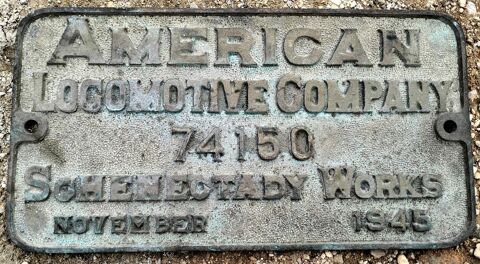 AMERICAN
LOCOMOTIVE COMPANY
74150
SCHENECTADY WORKS
NOVEMBER 1945